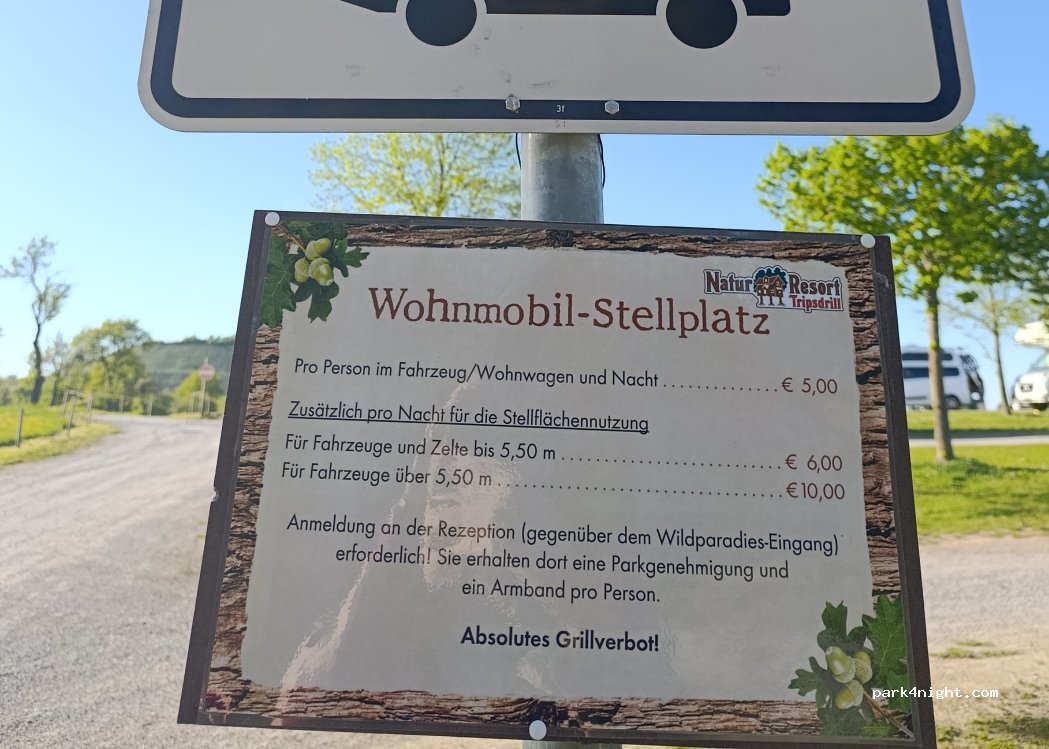 3f
Natur Resort
Tripsdrill
Wohnmobil-Stellplatz
Pro Person im Fahrzeug/Wohnwagen und Nacht .............€ 5,00
Zusätzlich pro Nacht für die Stellflächennutzung
Für Fahrzeuge und Zelte bis 5,50 m ........................€ 6,00
Für Fahrzeuge über 5,50 m ................................€10,00
Anmeldung an der Rezeption (gegenüber dem Wildparadies-Eingang)
erforderlich! Sie erhalten dort eine Parkgenehmigung und
ein Armband pro Person.
Absolutes Grillverbot!
park4night.com